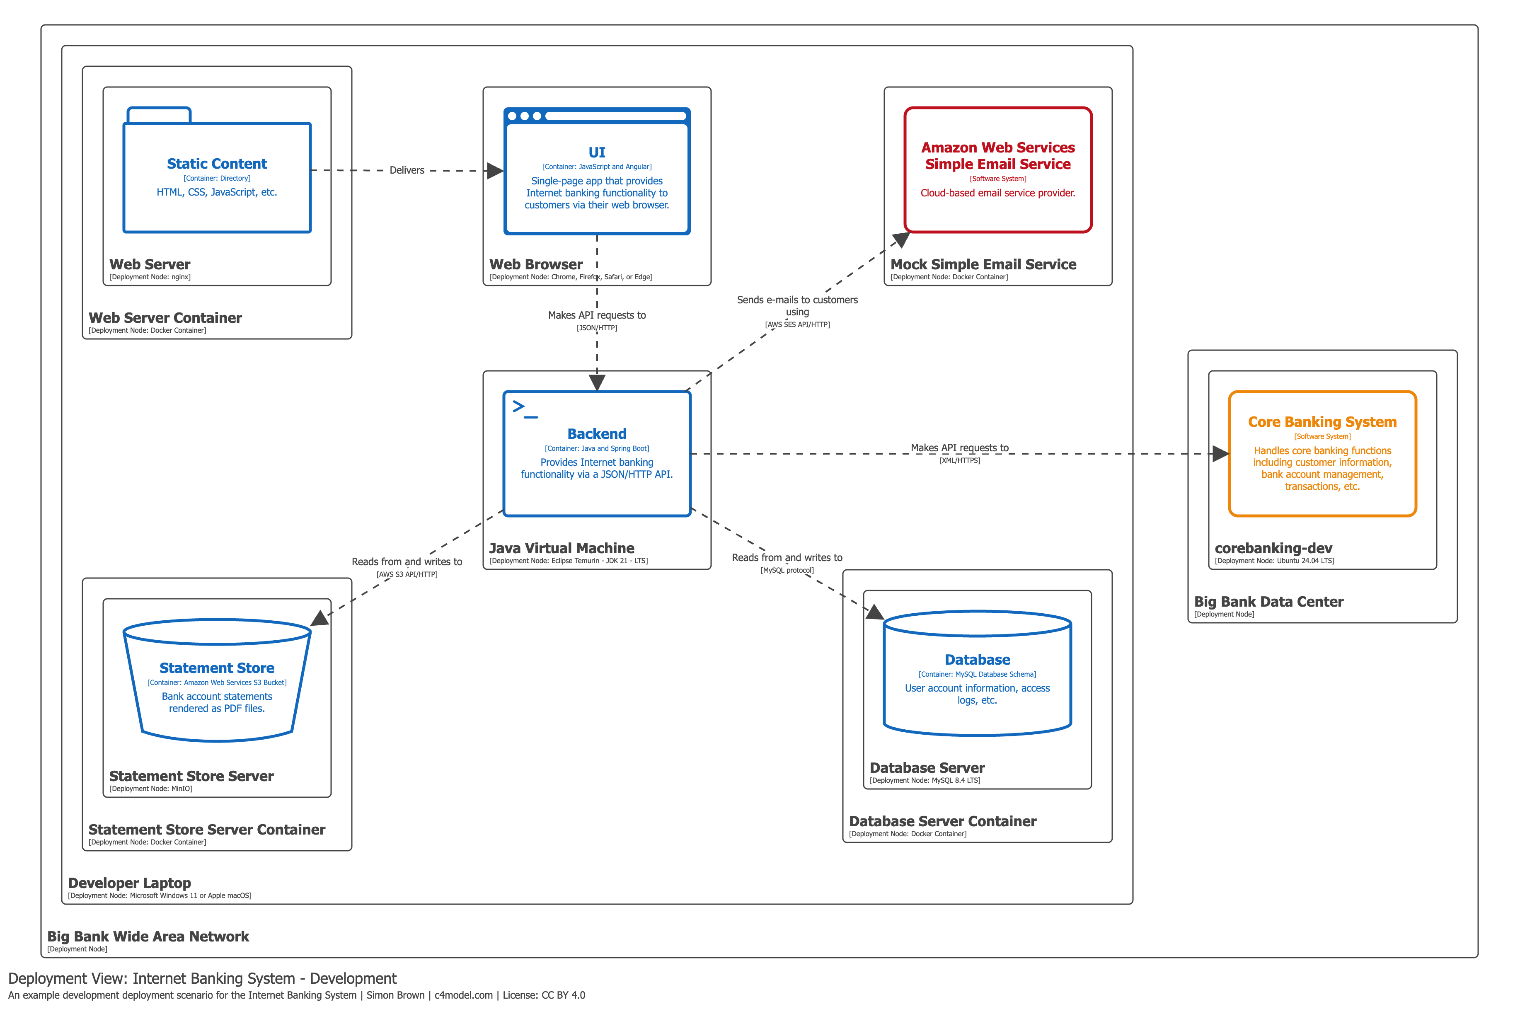 Static Content
[Container: Directory]
HTML, CSS, JavaScript, etc.
Web Server
[Deployment Node: nginx]
Web Server Container
[Deployment Node: Docker Container]
Delivers
UI
[Container: JavaScript and Angular]
Single-page app that provides
Internet banking functionality to
customers via their web browser.
Web Browser
[Deployment Node: Chrome, Firefox, Safari, or Edge]
Amazon Web Services
Simple Email Service
[Software System]
Cloud-based email service provider.
Mock Simple Email Service
[Deployment Node: Docker Container]
Makes API requests to
[JSON/HTTP]
Sends e-mails to customers
using
[AWS SES API/HTTP]
>_
Backend
[Container: Java and Spring Boot]
Provides Internet banking
functionality via a JSON/HTTP API.
Java Virtual Machine
[Deployment Node: Eclipse Temurin - JDK 21 - LTS]
Makes API requests to
[XML/HTTPS]
Core Banking System
[Software System]
Handles core banking functions
including customer information,
bank account management,
transactions, etc.
corebanking-dev
[Deployment Node: Ubuntu 24.04 LTS]
Big Bank Data Center
[Deployment Node]
Reads from and writes to
[AWS S3 API/HTTP]
Reads from and writes to
[MySQL protocol]
Statement Store
[Container: Amazon Web Services S3 Bucket]
Bank account statements
rendered as PDF files.
Statement Store Server
[Deployment Node: MinIO]
Statement Store Server Container
[Deployment Node: Docker Container]
Database
[Container: MySQL Database Schema]
User account information, access
logs, etc.
Database Server
[Deployment Node: MySQL 8.4 LTS]
Database Server Container
[Deployment Node: Docker Container]
Developer Laptop
[Deployment Node: Microsoft Windows 11 or Apple macOS]
Big Bank Wide Area Network
[Deployment Node]
Deployment View: Internet Banking System - Development
An example development deployment scenario for the Internet Banking System | Simon Brown | c4model.com | License: CC BY 4.0